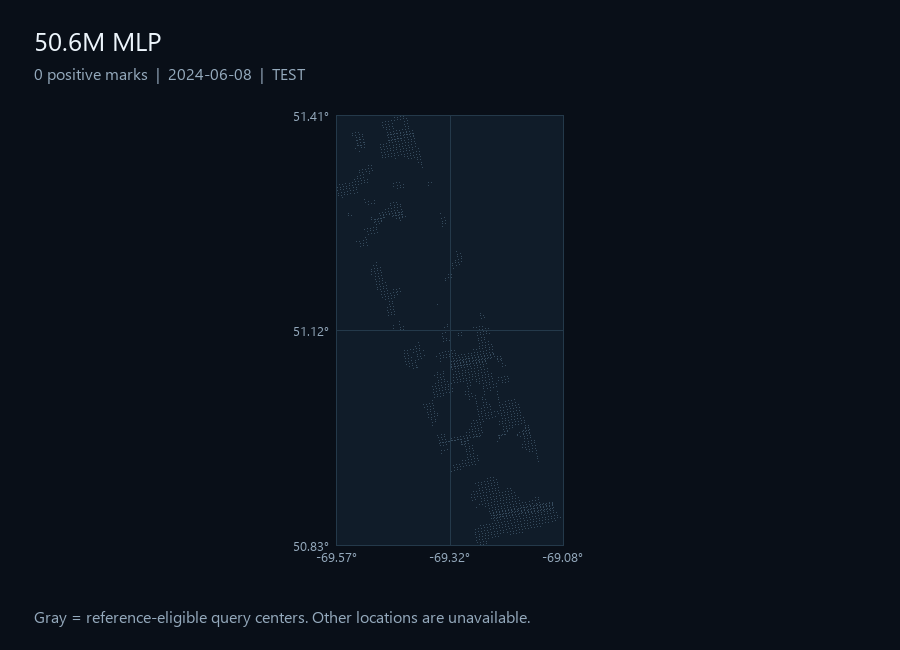 50.6M MLP
0 positive marks | 2024-06-08 | TEST
51.41°
51.12°
50.83°
-69.57° -69.32° -69.08°
Gray = reference-eligible query centers. Other locations are unavailable.